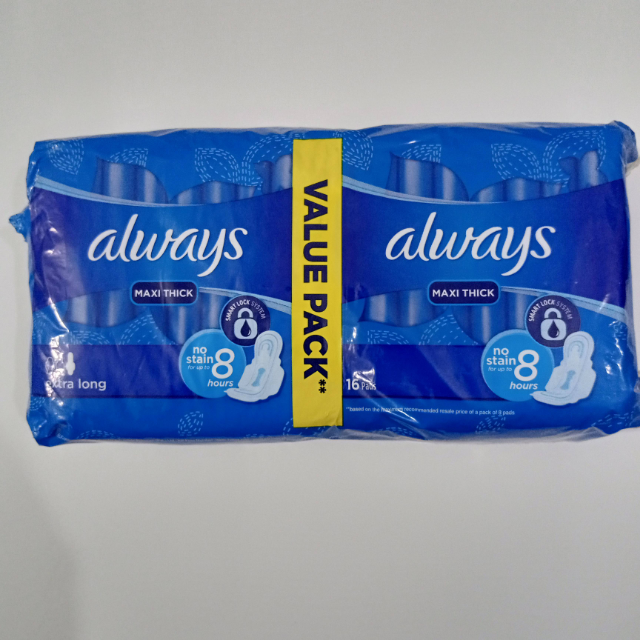 always
MAXI THICK
SMART LOCK SYSTEM
no
stain
for up to
8
hours
long
VALUE PACK**
always
MAXI THICK
SMART LOCK SYSTEM
no
stain
for up to
8
hours
16 Pads
**based on the maximum recommended resale price of a pack of 8 pads